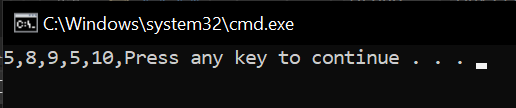 C:\Windows\system32\cmd.exe
5,8,9,5,10,Press any key to continue . . .